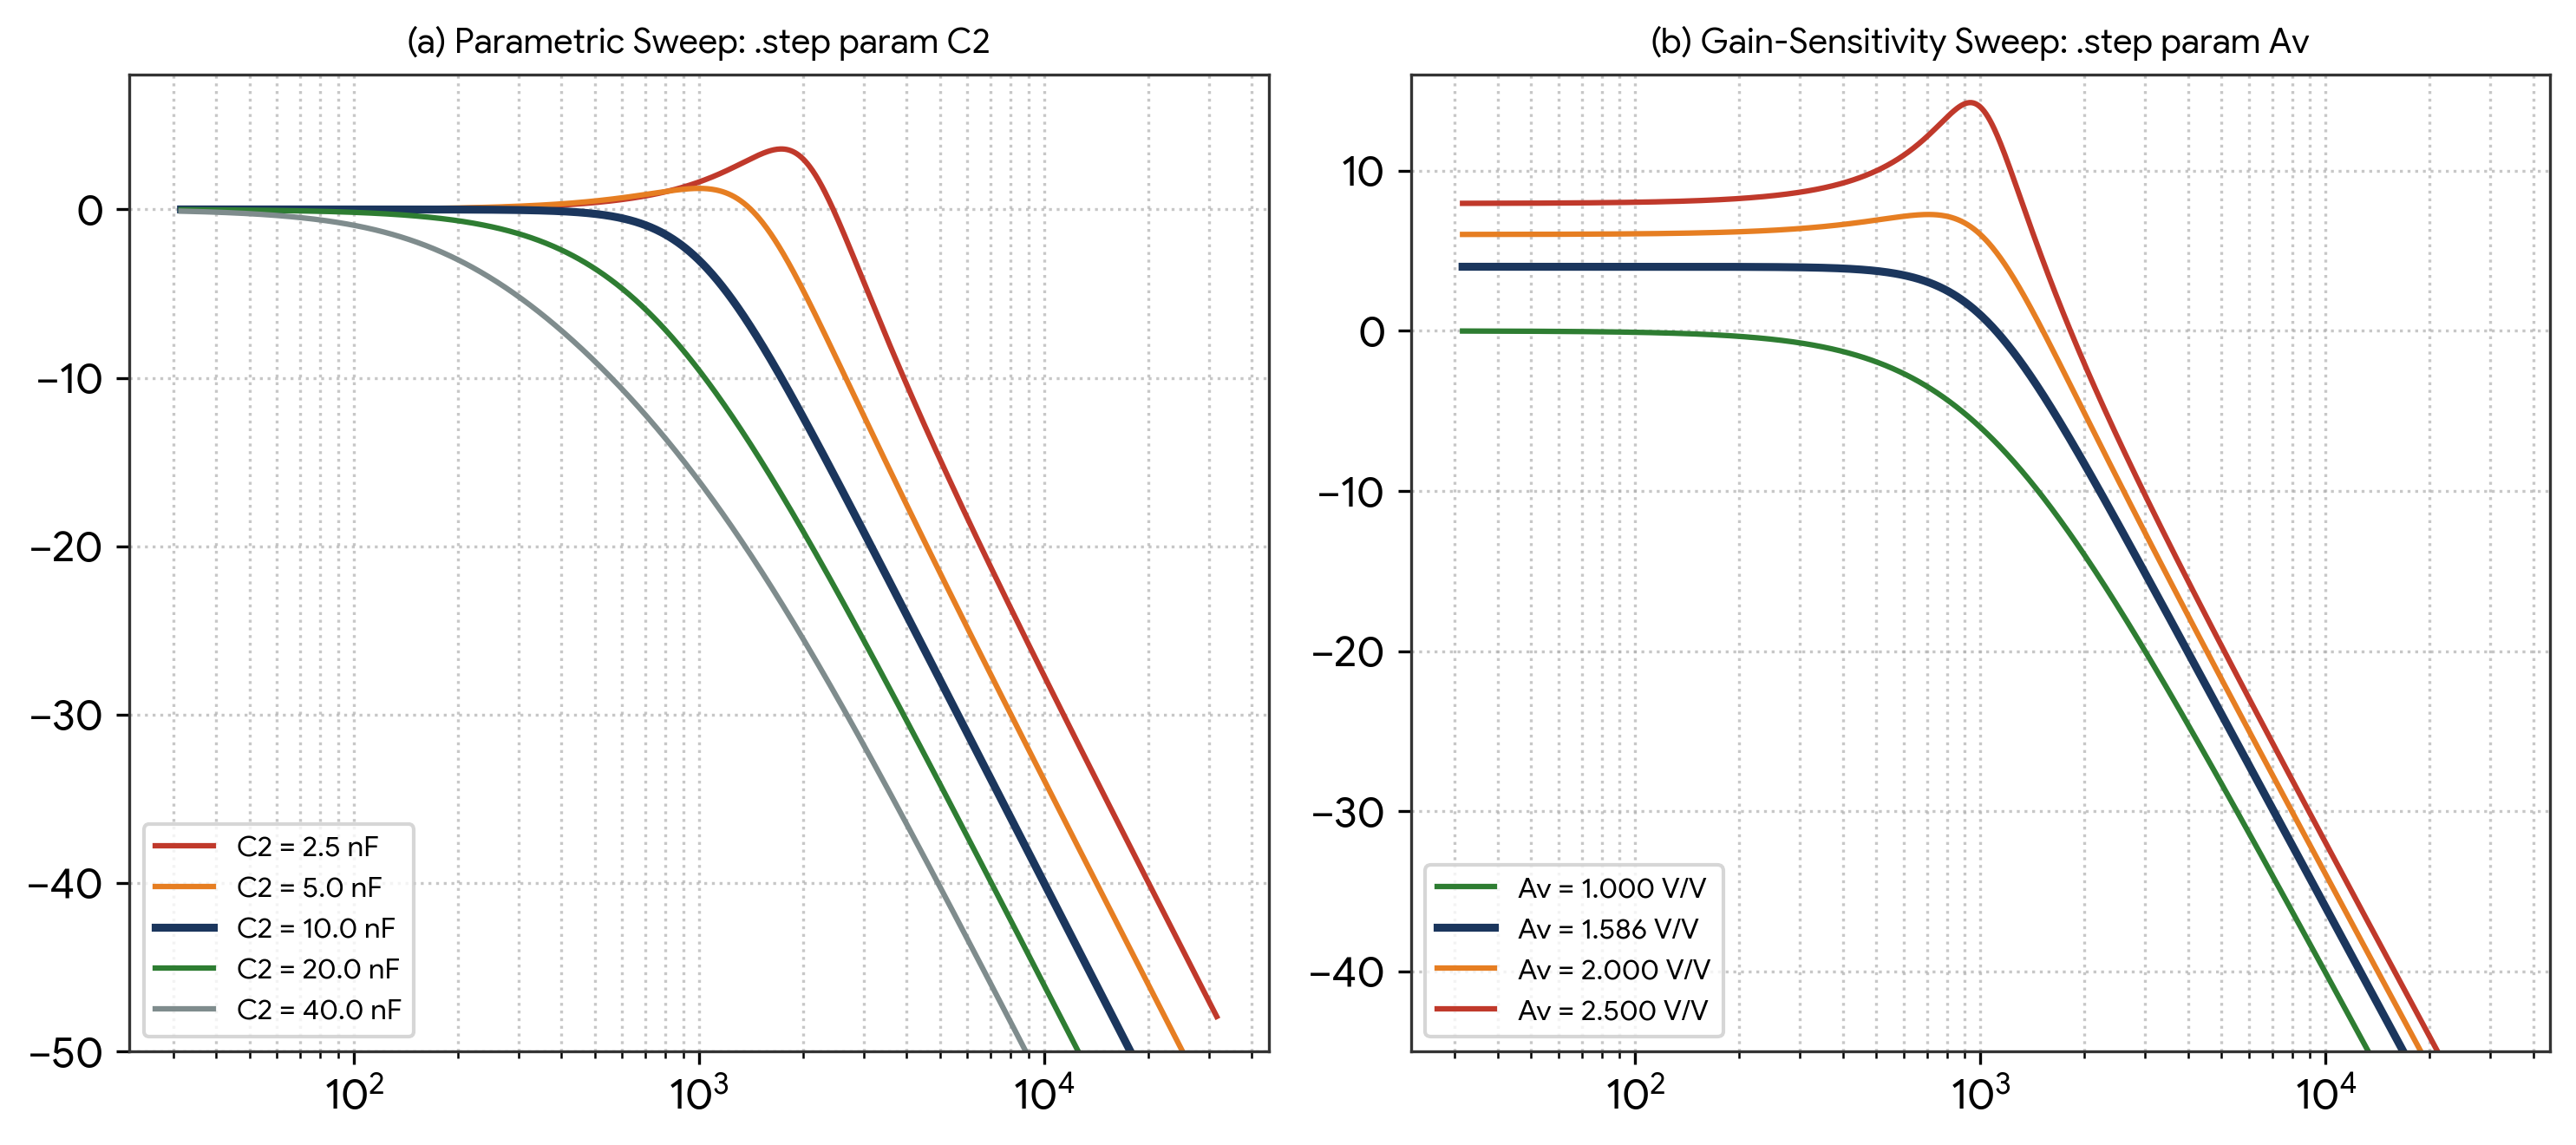 (a) Parametric Sweep: .step param C2
0
−10
−20
−30
−40
−50
10²
10³
10⁴
C2 = 2.5 nF
C2 = 5.0 nF
C2 = 10.0 nF
C2 = 20.0 nF
C2 = 40.0 nF
(b) Gain-Sensitivity Sweep: .step param Av
10
0
−10
−20
−30
−40
10²
10³
10⁴
Av = 1.000 V/V
Av = 1.586 V/V
Av = 2.000 V/V
Av = 2.500 V/V